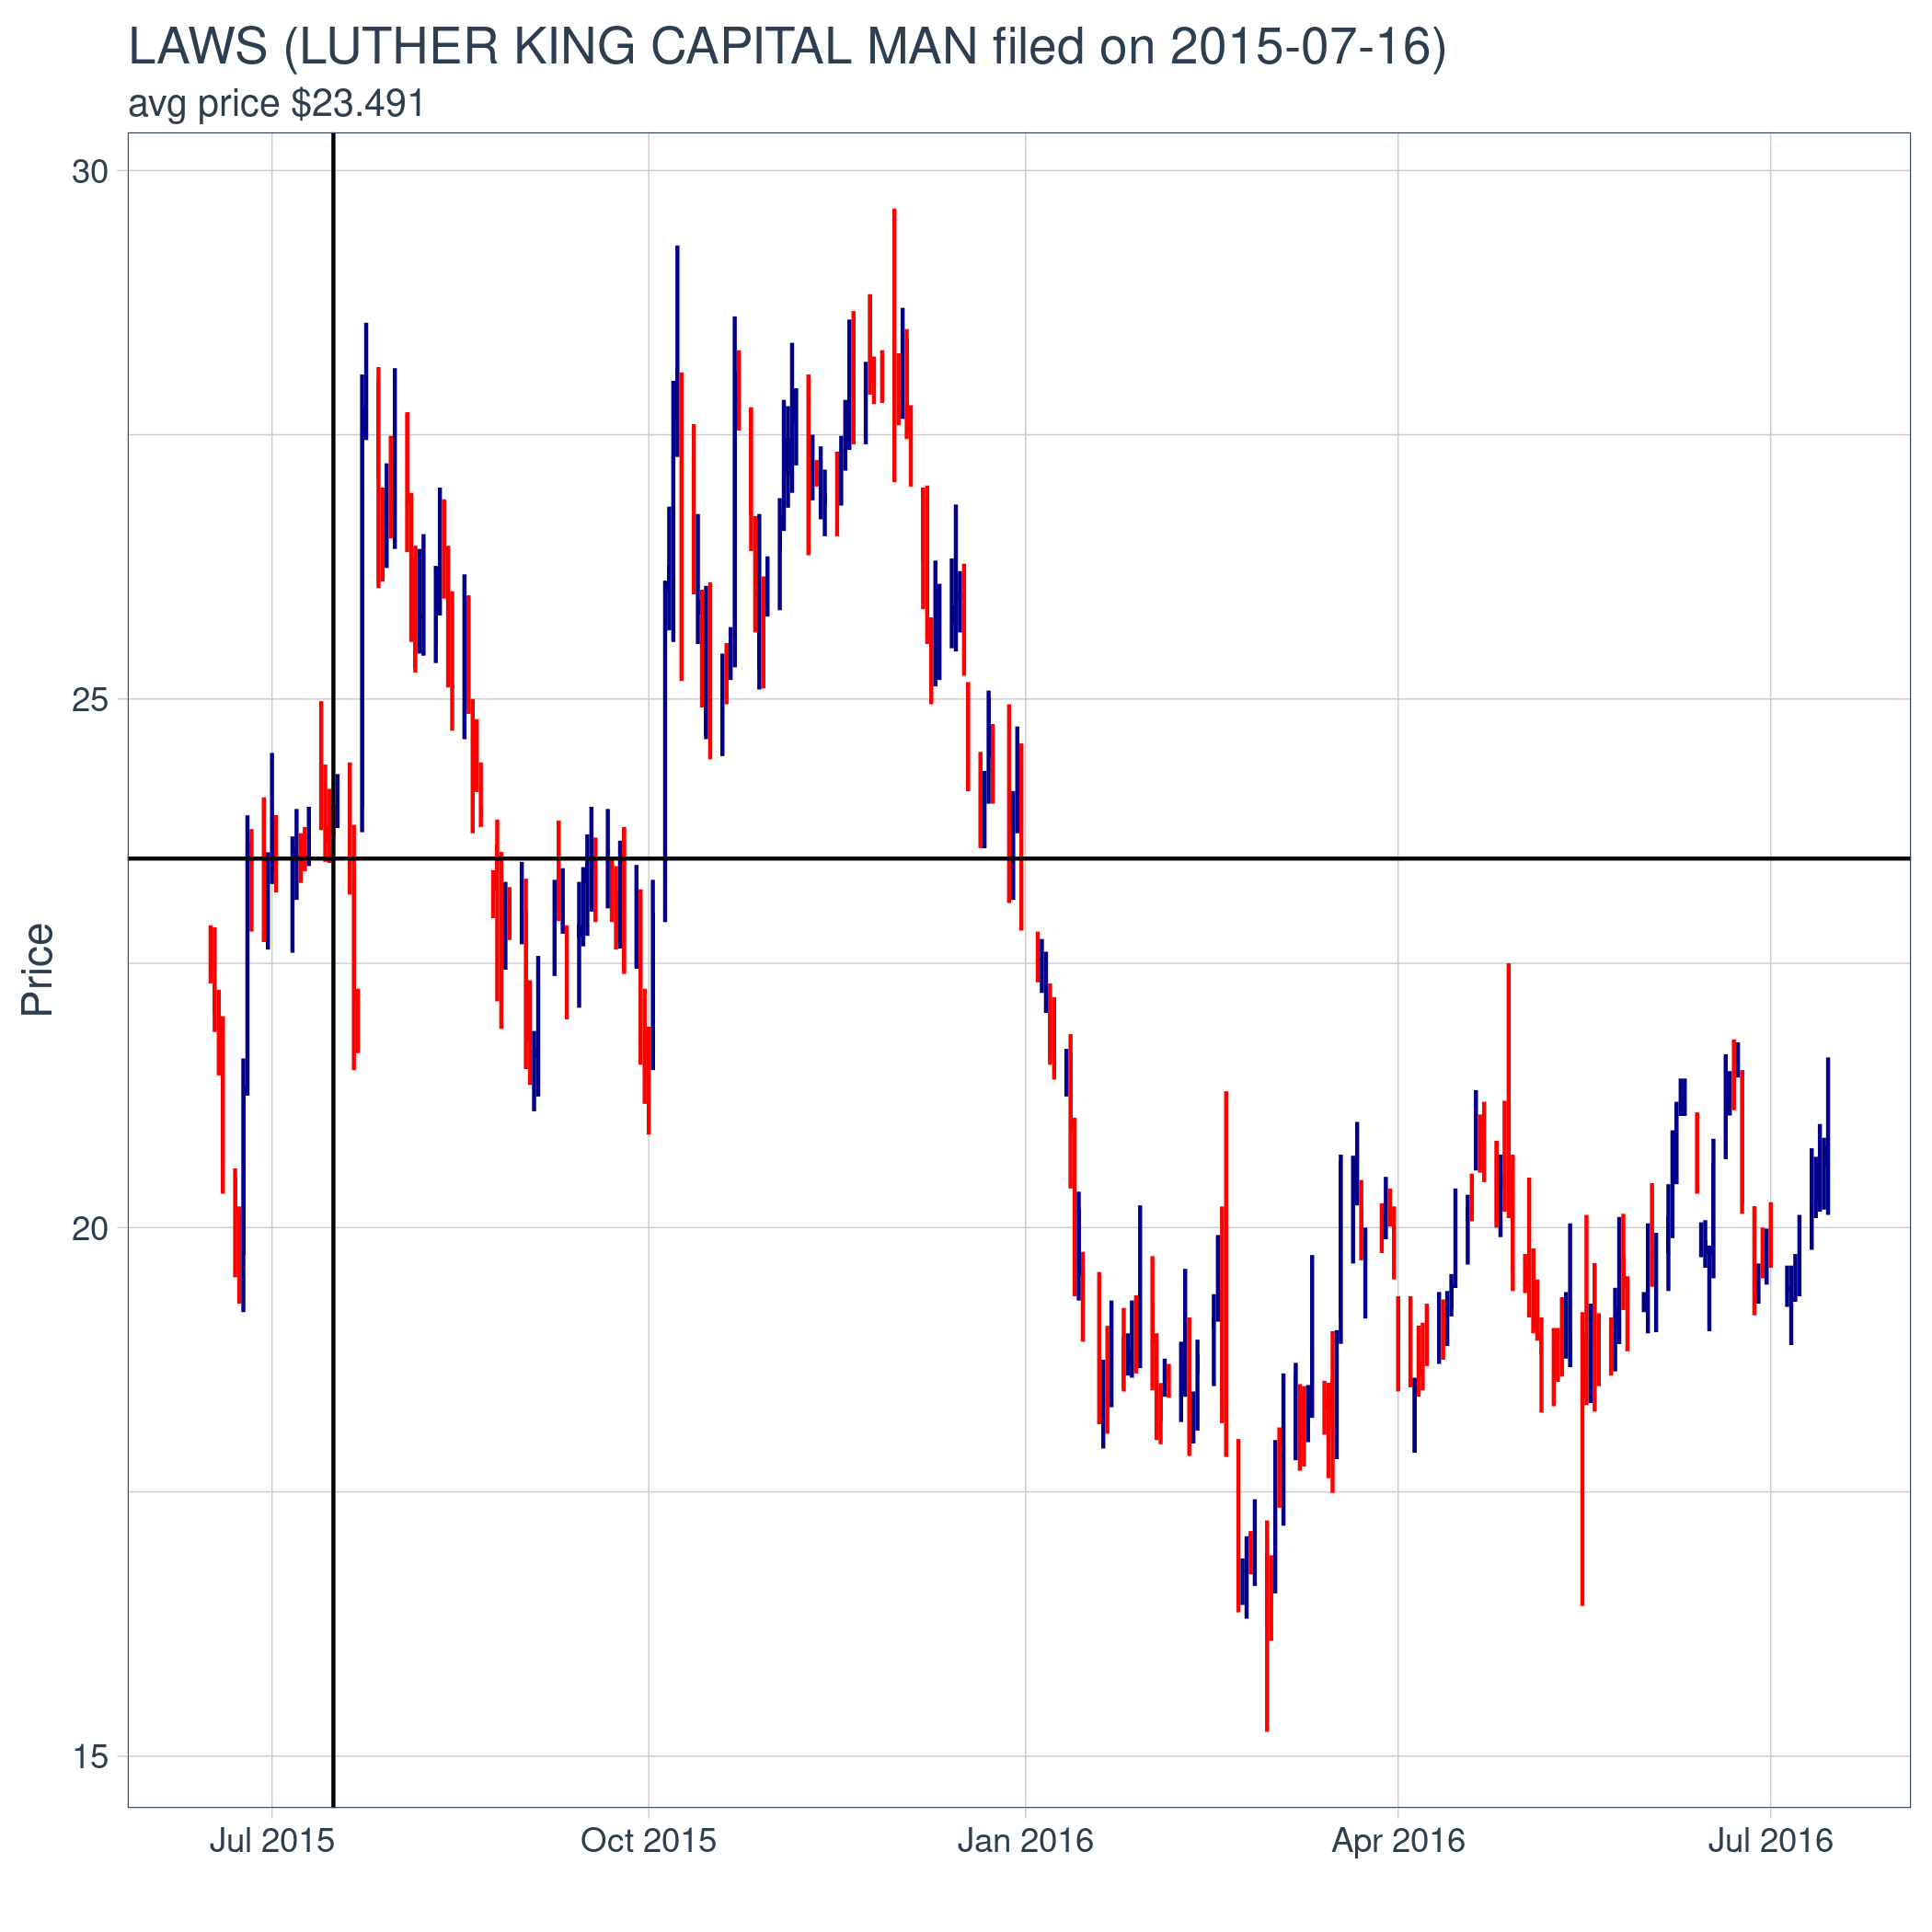 LAWS (LUTHER KING CAPITAL MAN filed on 2015-07-16)
avg price $23.491
30
25
20
15
Price
Jul 2015 Oct 2015 Jan 2016 Apr 2016 Jul 2016